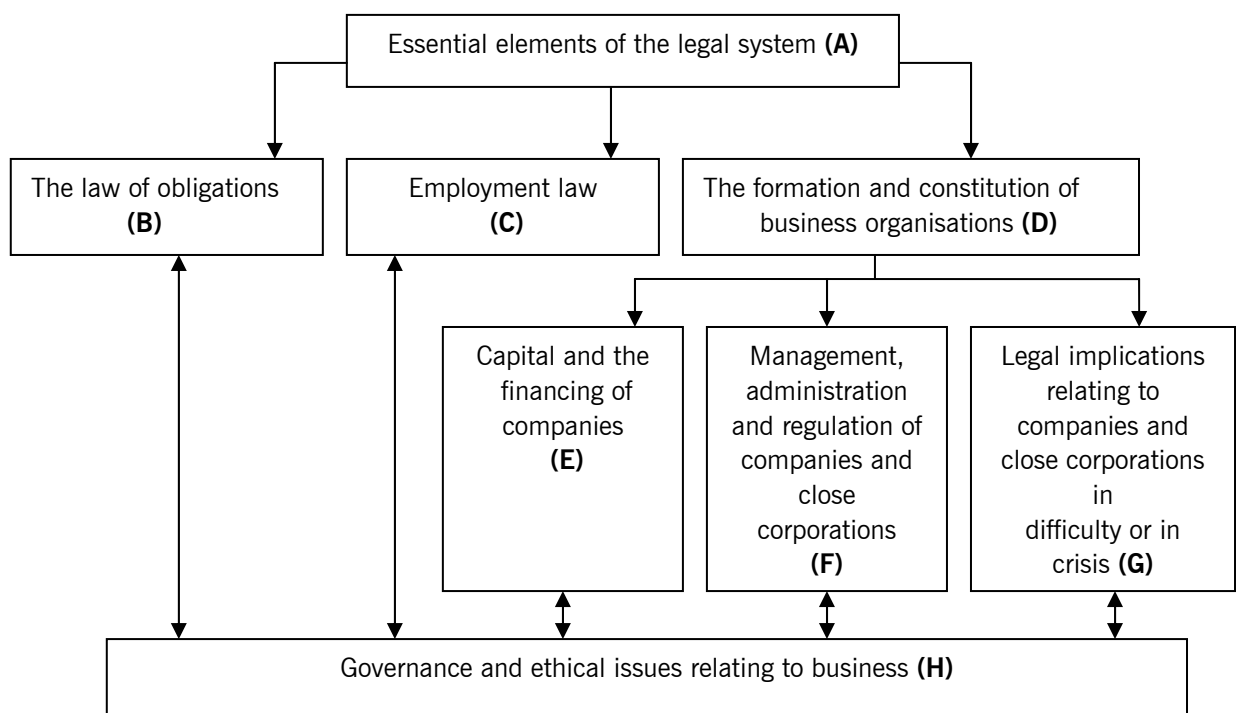 Essential elements of the legal system (A)
The law of obligations
(B)
Employment law
(C)
The formation and constitution of
business organisations (D)
Capital and the
financing of
companies
(E)
Management,
administration
and regulation of
companies and
close
corporations
(F)
Legal implications
relating to
companies and
close corporations
in
difficulty or in
crisis (G)
Governance and ethical issues relating to business (H)